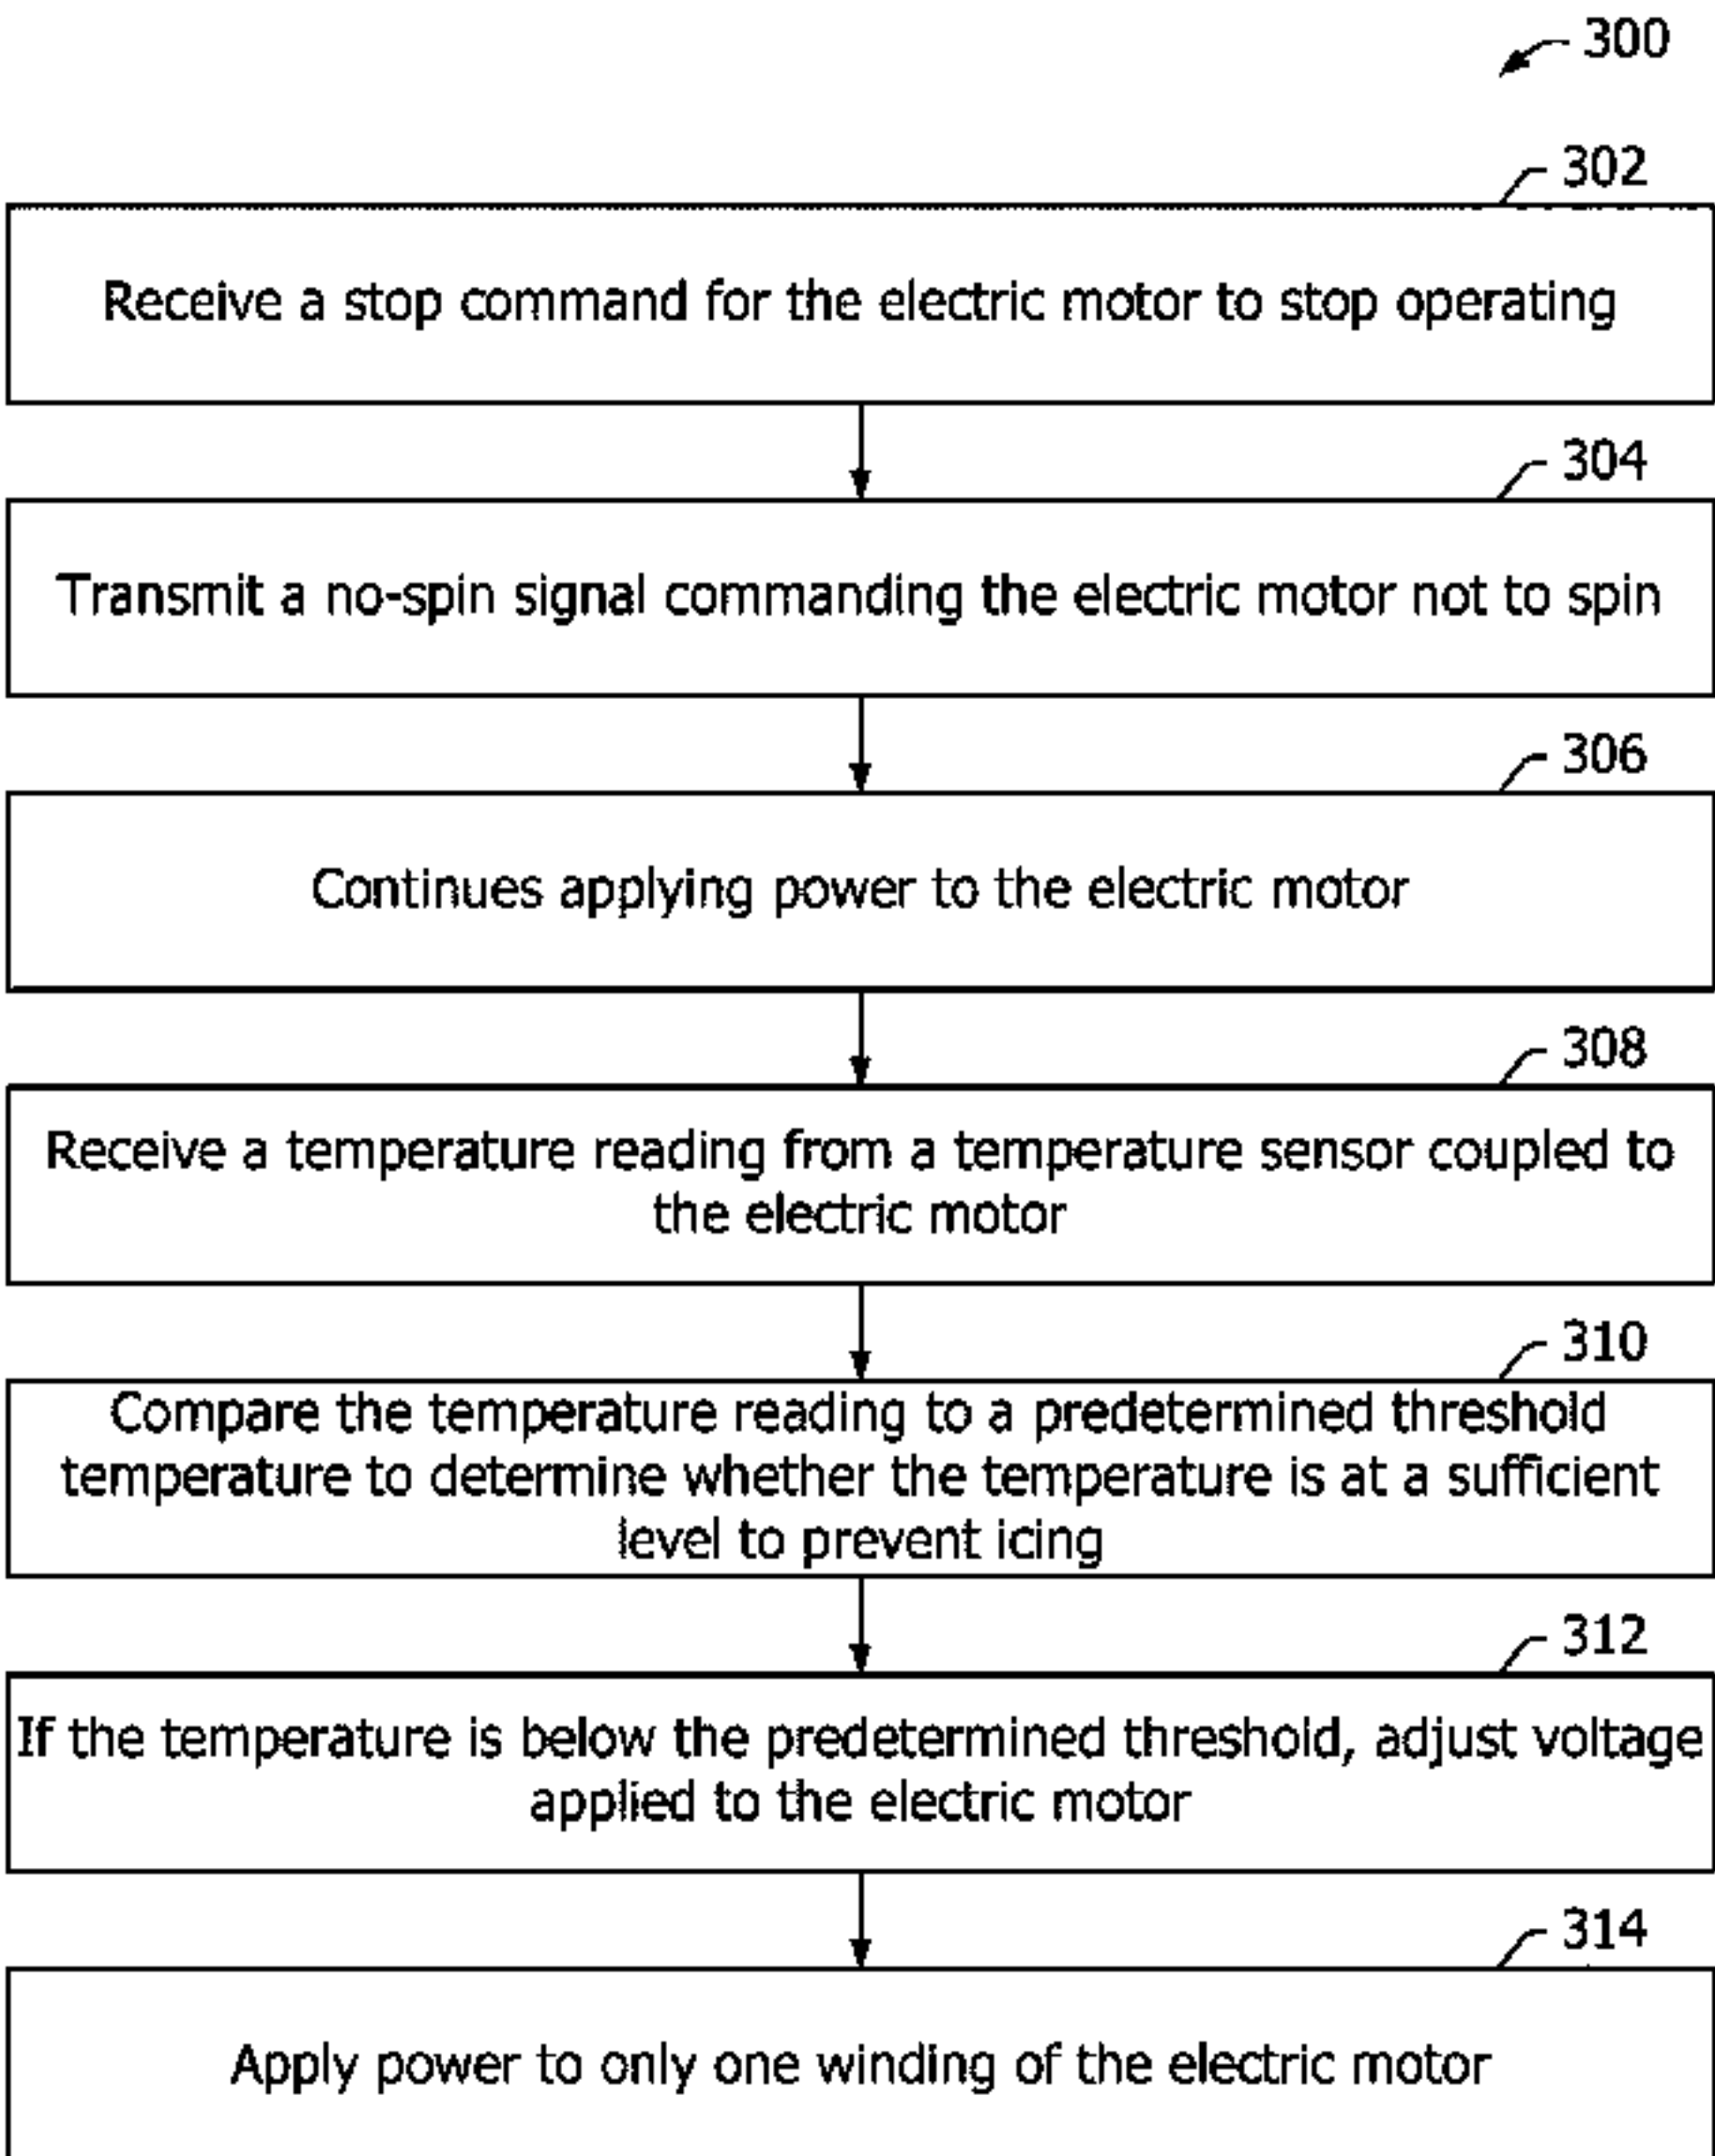 300
302
Receive a stop command for the electric motor to stop operating
304
Transmit a no-spin signal commanding the electric motor not to spin
306
Continues applying power to the electric motor
308
Receive a temperature reading from a temperature sensor coupled to
the electric motor
310
Compare the temperature reading to a predetermined threshold
temperature to determine whether the temperature is at a sufficient
level to prevent icing
312
If the temperature is below the predetermined threshold, adjust voltage
applied to the electric motor
314
Apply power to only one winding of the electric motor